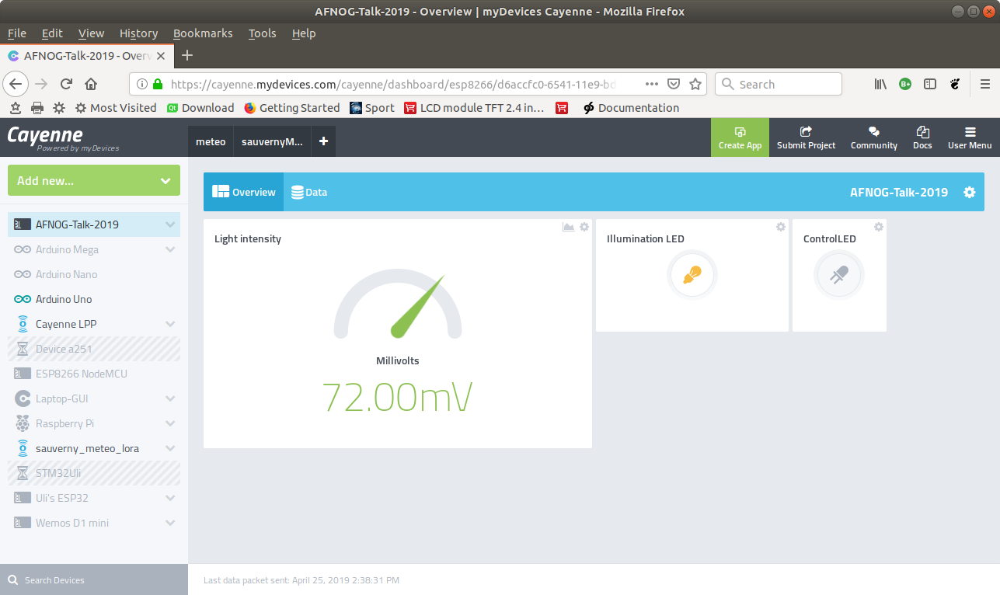 AFNOG-Talk-2019 - Overview | myDevices Cayenne - Mozilla Firefox
File Edit View History Bookmarks Tools Help
AFNOG-Talk-2019 - Overv
https://cayenne.mydevices.com/cayenne/dashboard/esp8266/d6accfc0-6541-11e9-bd Search
Most Visited Download Getting Started Sport LCD module TFT 2.4 in… Documentation
Cayenne
Powered by myDevices
meteo sauvernyM... +
Create App Submit Project Community Docs User Menu
Add new...
Overview Data AFNOG-Talk-2019
AFNOG-Talk-2019
Arduino Mega
Arduino Nano
Arduino Uno
Cayenne LPP
Device a251
ESP8266 NodeMCU
Laptop-GUI
Raspberry Pi
sauverny_meteo_lora
STM32Uli
Uli's ESP32
Wemos D1 mini
Search Devices
Light intensity
Millivolts
72.00mV
Illumination LED
ControlLED
Last data packet sent: April 25, 2019 2:38:31 PM